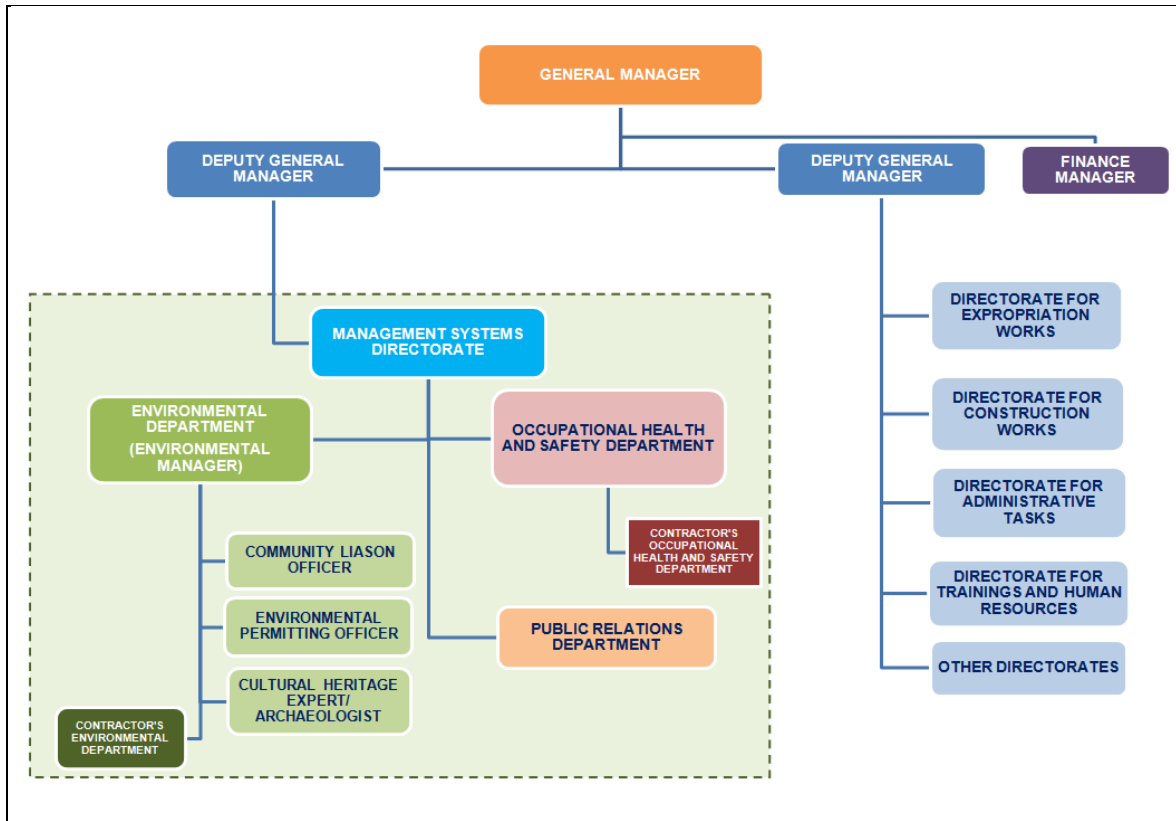 GENERAL MANAGER
DEPUTY GENERAL
MANAGER
DEPUTY GENERAL
MANAGER
FINANCE
MANAGER
MANAGEMENT SYSTEMS
DIRECTORATE
ENVIRONMENTAL
DEPARTMENT
(ENVIRONMENTAL
MANAGER)
OCCUPATIONAL HEALTH
AND SAFETY DEPARTMENT
CONTRACTOR'S
OCCUPATIONAL
HEALTH AND SAFETY
DEPARTMENT
COMMUNITY LIASON
OFFICER
ENVIRONMENTAL
PERMITTING OFFICER
CULTURAL HERITAGE
EXPERT/
ARCHAEOLOGIST
CONTRACTOR'S
ENVIRONMENTAL
DEPARTMENT
PUBLIC RELATIONS
DEPARTMENT
DIRECTORATE FOR
EXPROPRIATION
WORKS
DIRECTORATE FOR
CONSTRUCTION
WORKS
DIRECTORATE FOR
ADMINISTRATIVE
TASKS
DIRECTORATE FOR
TRAININGS AND HUMAN
RESOURCES
OTHER DIRECTORATES